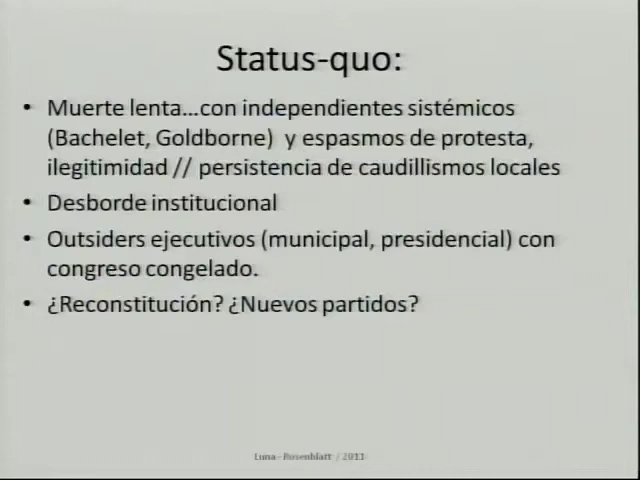 Status-quo:
• Muerte lenta...con independientes sistémicos
(Bachelet, Goldborne) y espasmos de protesta,
ilegitimidad // persistencia de caudillismos locales
• Desborde institucional
• Outsiders ejecutivos (municipal, presidencial) con
congreso congelado.
• ¿Reconstitución? ¿Nuevos partidos?
Luna - Rosenblatt / 2011